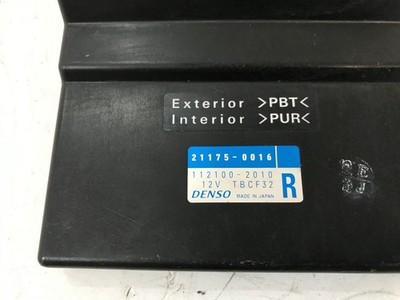 Exterior >PBT<
Interior >PUR<
21175-0016
112100-2010
12V TBCF32
DENSO MADE IN JAPAN
R